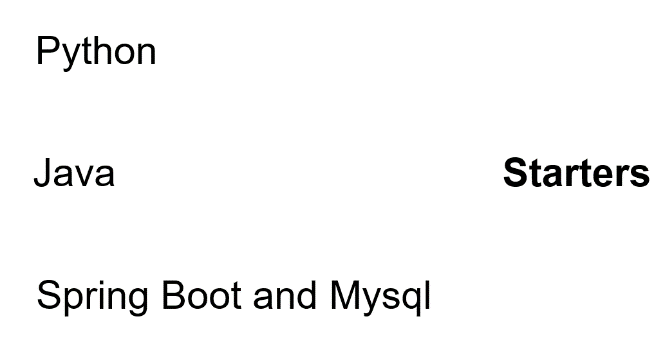 Python
Java
Starters
Spring Boot and Mysql